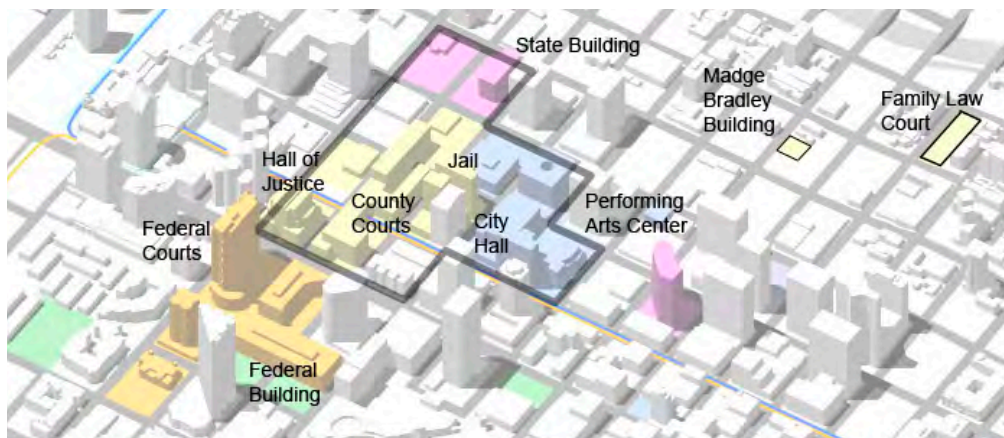 State Building
Madge
Bradley
Building
Family Law
Court
Hall of
Justice
Jail
County
Courts
City
Hall
Performing
Arts Center
Federal
Courts
Federal
Building